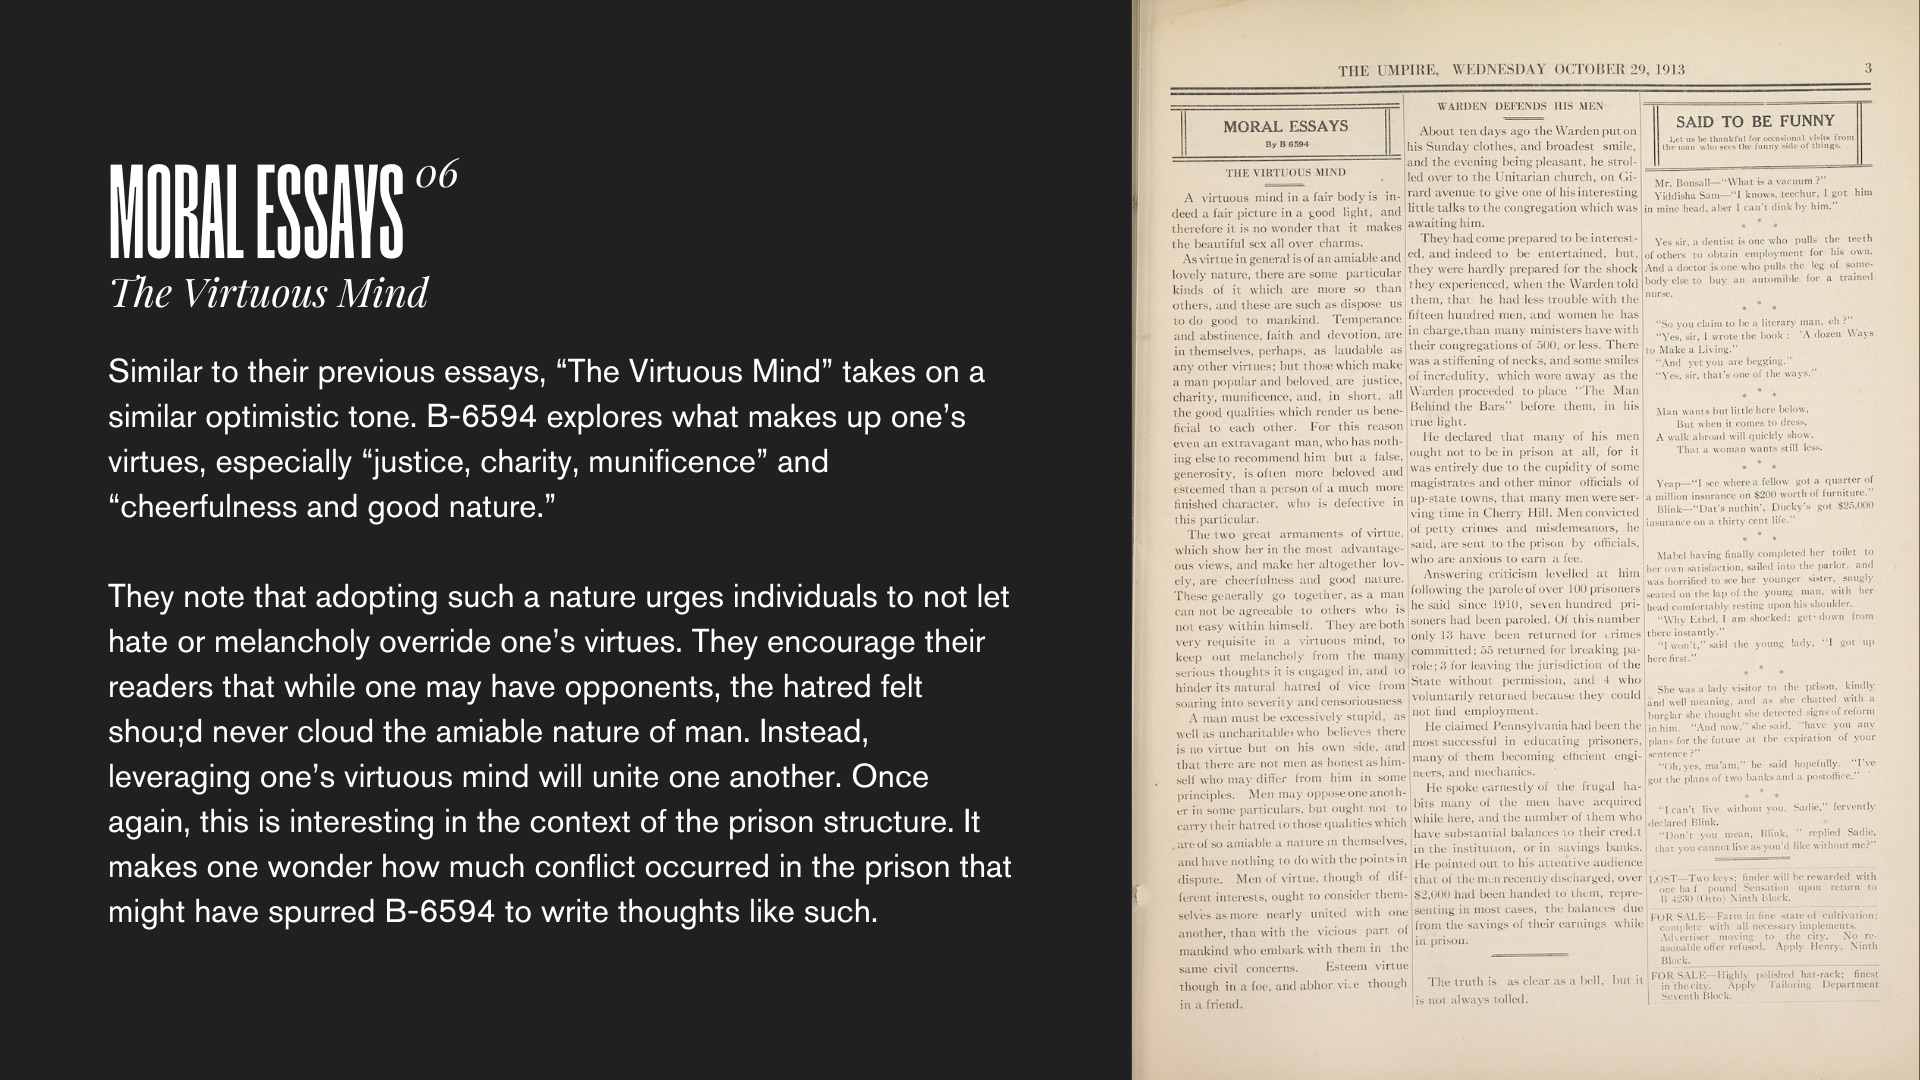 MORAL ESSAYS 06
The Virtuous Mind
Similar to their previous essays, “The Virtuous Mind” takes on a
similar optimistic tone. B-6594 explores what makes up one’s
virtues, especially “justice, charity, munificence” and
“cheerfulness and good nature.”
They note that adopting such a nature urges individuals to not let
hate or melancholy override one’s virtues. They encourage their
readers that while one may have opponents, the hatred felt
shou;d never cloud the amiable nature of man. Instead,
leveraging one’s virtuous mind will unite one another. Once
again, this is interesting in the context of the prison structure. It
makes one wonder how much conflict occurred in the prison that
might have spurred B-6594 to write thoughts like such.
THE UMPIRE, WEDNESDAY OCTOBER 29, 1913 3
MORAL ESSAYS
By B 6594
THE VIRTUOUS MIND
A virtuous mind in a fair body is in-
deed a fair picture in a good light, and
therefore it is no wonder that it makes
the beautiful sex all over charms.
As virtue in general is of an amiable and
lovely nature, there are some particular
kinds of it which are more so than
others, and these are such as dispose us
to do good to mankind. Temperance
and abstinence, faith and devotion, are
in themselves, perhaps, as laudable as
any other virtues; but those which make
a man popular and beloved, are justice,
charity, munificence, and, in short, all
the good qualities which render us bene-
ficial to each other. For this reason
even an extravagant man, who has noth-
ing else to recommend him but a false,
generosity, is often more beloved and
esteemed than a person of a much more
finished character, who is defective in
this particular.
The two great armaments of virtue,
which show her in the most advantage-
ous views, and make her altogether lov-
ely, are cheerfulness and good nature.
These generally go together, as a man
can not be agreeable to others who is
not easy within himself. They are both
very requisite in a virtuous mind, to
keep out melancholy from the many
serious thoughts it is engaged in, and to
hinder its natural hatred of vice from
soaring into severity and censoriousness
A man must be excessively stupid, as
well as uncharitable, who believes there
is no virtue but on his own side, and
that there are not men as honest as him-
self who may differ from him in some
principles. Men may oppose one anoth-
er in some particulars, but ought not to
carry their hatred to those qualities which
are of so amiable a nature in themselves,
and have nothing to do with the points in
dispute. Men of virtue, though of dif-
ferent interests, ought to consider them-
selves as more nearly united with one
another, than with the vicious part of
mankind who embark with them in the
same civil concerns. Esteem virtue
though in a foe, and abhor vice though
in a friend.
WARDEN DEFENDS HIS MEN
About ten days ago the Warden put on
his Sunday clothes, and broadest smile,
and the evening being pleasant, he strol-
led over to the Unitarian church, on Gi-
rard avenue to give one of his interesting
little talks to the congregation which was
awaiting him.
They had come prepared to be interest-
ed, and indeed to be entertained, but,
they were hardly prepared for the shock
they experienced, when the Warden told
them, that he had less trouble with the
fifteen hundred men, and women he has
in charge,than many ministers have with
their congregations of 500, or less. There
was a stiffening of necks, and some smiles
of incredulity, which wore away as the
Warden proceeded to place "The Man
Behind the Bars" before them, in his
true light.
He declared that many of his men
ought not to be in prison at all, for it
was entirely due to the cupidity of some
magistrates and other minor officials of
up-state towns, that many men were ser-
ving time in Cherry Hill. Men convicted
of petty crimes and misdemeanors, he
said, are sent to the prison by officials,
who are anxious to earn a fee.
Answering criticism levelled at him
following the parole of over 100 prisoners
he said since 1910, seven hundred pri-
soners had been paroled. Of this number
only 13 have been returned for crimes
committed; 55 returned for breaking pa-
role; 3 for leaving the jurisdiction of the
State without permission, and 4 who
voluntarily returned because they could
not find employment.
He claimed Pennsylvania had been the
most successful in educating prisoners,
many of them becoming efficient engi-
neers, and mechanics.
He spoke earnestly of the frugal ha-
bits many of the men have acquired
while here, and the number of them who
have substantial balances to their credit
in the institution, or in savings banks.
He pointed out to his attentive audience
that of the men recently discharged, over
$2,000 had been handed to them, repre-
senting in most cases, the balances due
from the savings of their earnings while
in prison.
The truth is as clear as a bell, but it
is not always tolled.
SAID TO BE FUNNY
Let us be thankful for occasional visits from
the man who sees the funny side of things.
Mr. Bonsall—"What is a vacuum ?"
Yiddisha Sam—"I knows, teechur, I got him
in mine head, aber I can't dink by him."
* * *
Yes sir, a dentist is one who pulls the teeth
of others to obtain employment for his own.
And a doctor is one who pulls the leg of some-
body else to buy an automible for a trained
nurse.
* * *
"So you claim to be a literary man, eh ?"
"Yes, sir, I wrote the book : 'A dozen Ways
to Make a Living."
"And yet you are begging."
"Yes, sir, that's one of the ways."
* * *
Man wants but little here below,
But when it comes to dress,
A walk abroad will quickly show,
That a woman wants still less.
* * *
Yeap—"I see where a fellow got a quarter of
a million insurance on $200 worth of furniture."
Blink—"Dat's nuthin', Ducky's got $25,000
insurance on a thirty cent life."
* * *
Mabel having finally completed her toilet to
her own satisfaction, sailed into the parlor, and
was horrified to see her younger sister, snugly
seated on the lap of the young man, with her
head comfortably resting upon his shoulder.
"Why Ethel, I am shocked; get down from
there instantly."
"I won't," said the young lady, "I got up
here first."
* *
She was a lady visitor to the prison, kindly
and well meaning, and as she chatted with a
burglar she thought she detected signs of reform
in him. "And now," she said, "have you any
plans for the future at the expiration of your
sentence ?"
"Oh, yes, ma'am," he said hopefully. "I've
got the plans of two banks and a postoffice."
* * *
"I can't live without you, Sadie," fervently
declared Blink.
"Don't you mean, Blink, " replied Sadie,
that you cannot live as you'd like without me?"
LOST—Two keys; finder will be rewarded with
one ha f pound Sensation upon return to
B 4230 (Otto) Ninth Block.
FOR SALE—Farm in fine state of cultivation;
complete with all necessary implements.
Advertiser moving to the city. No re-
asonable offer refused. Apply Henry, Ninth
Block.
FOR SALE—Highly polished hat-rack; finest
in the city. Apply Tailoring Department
Seventh Block.